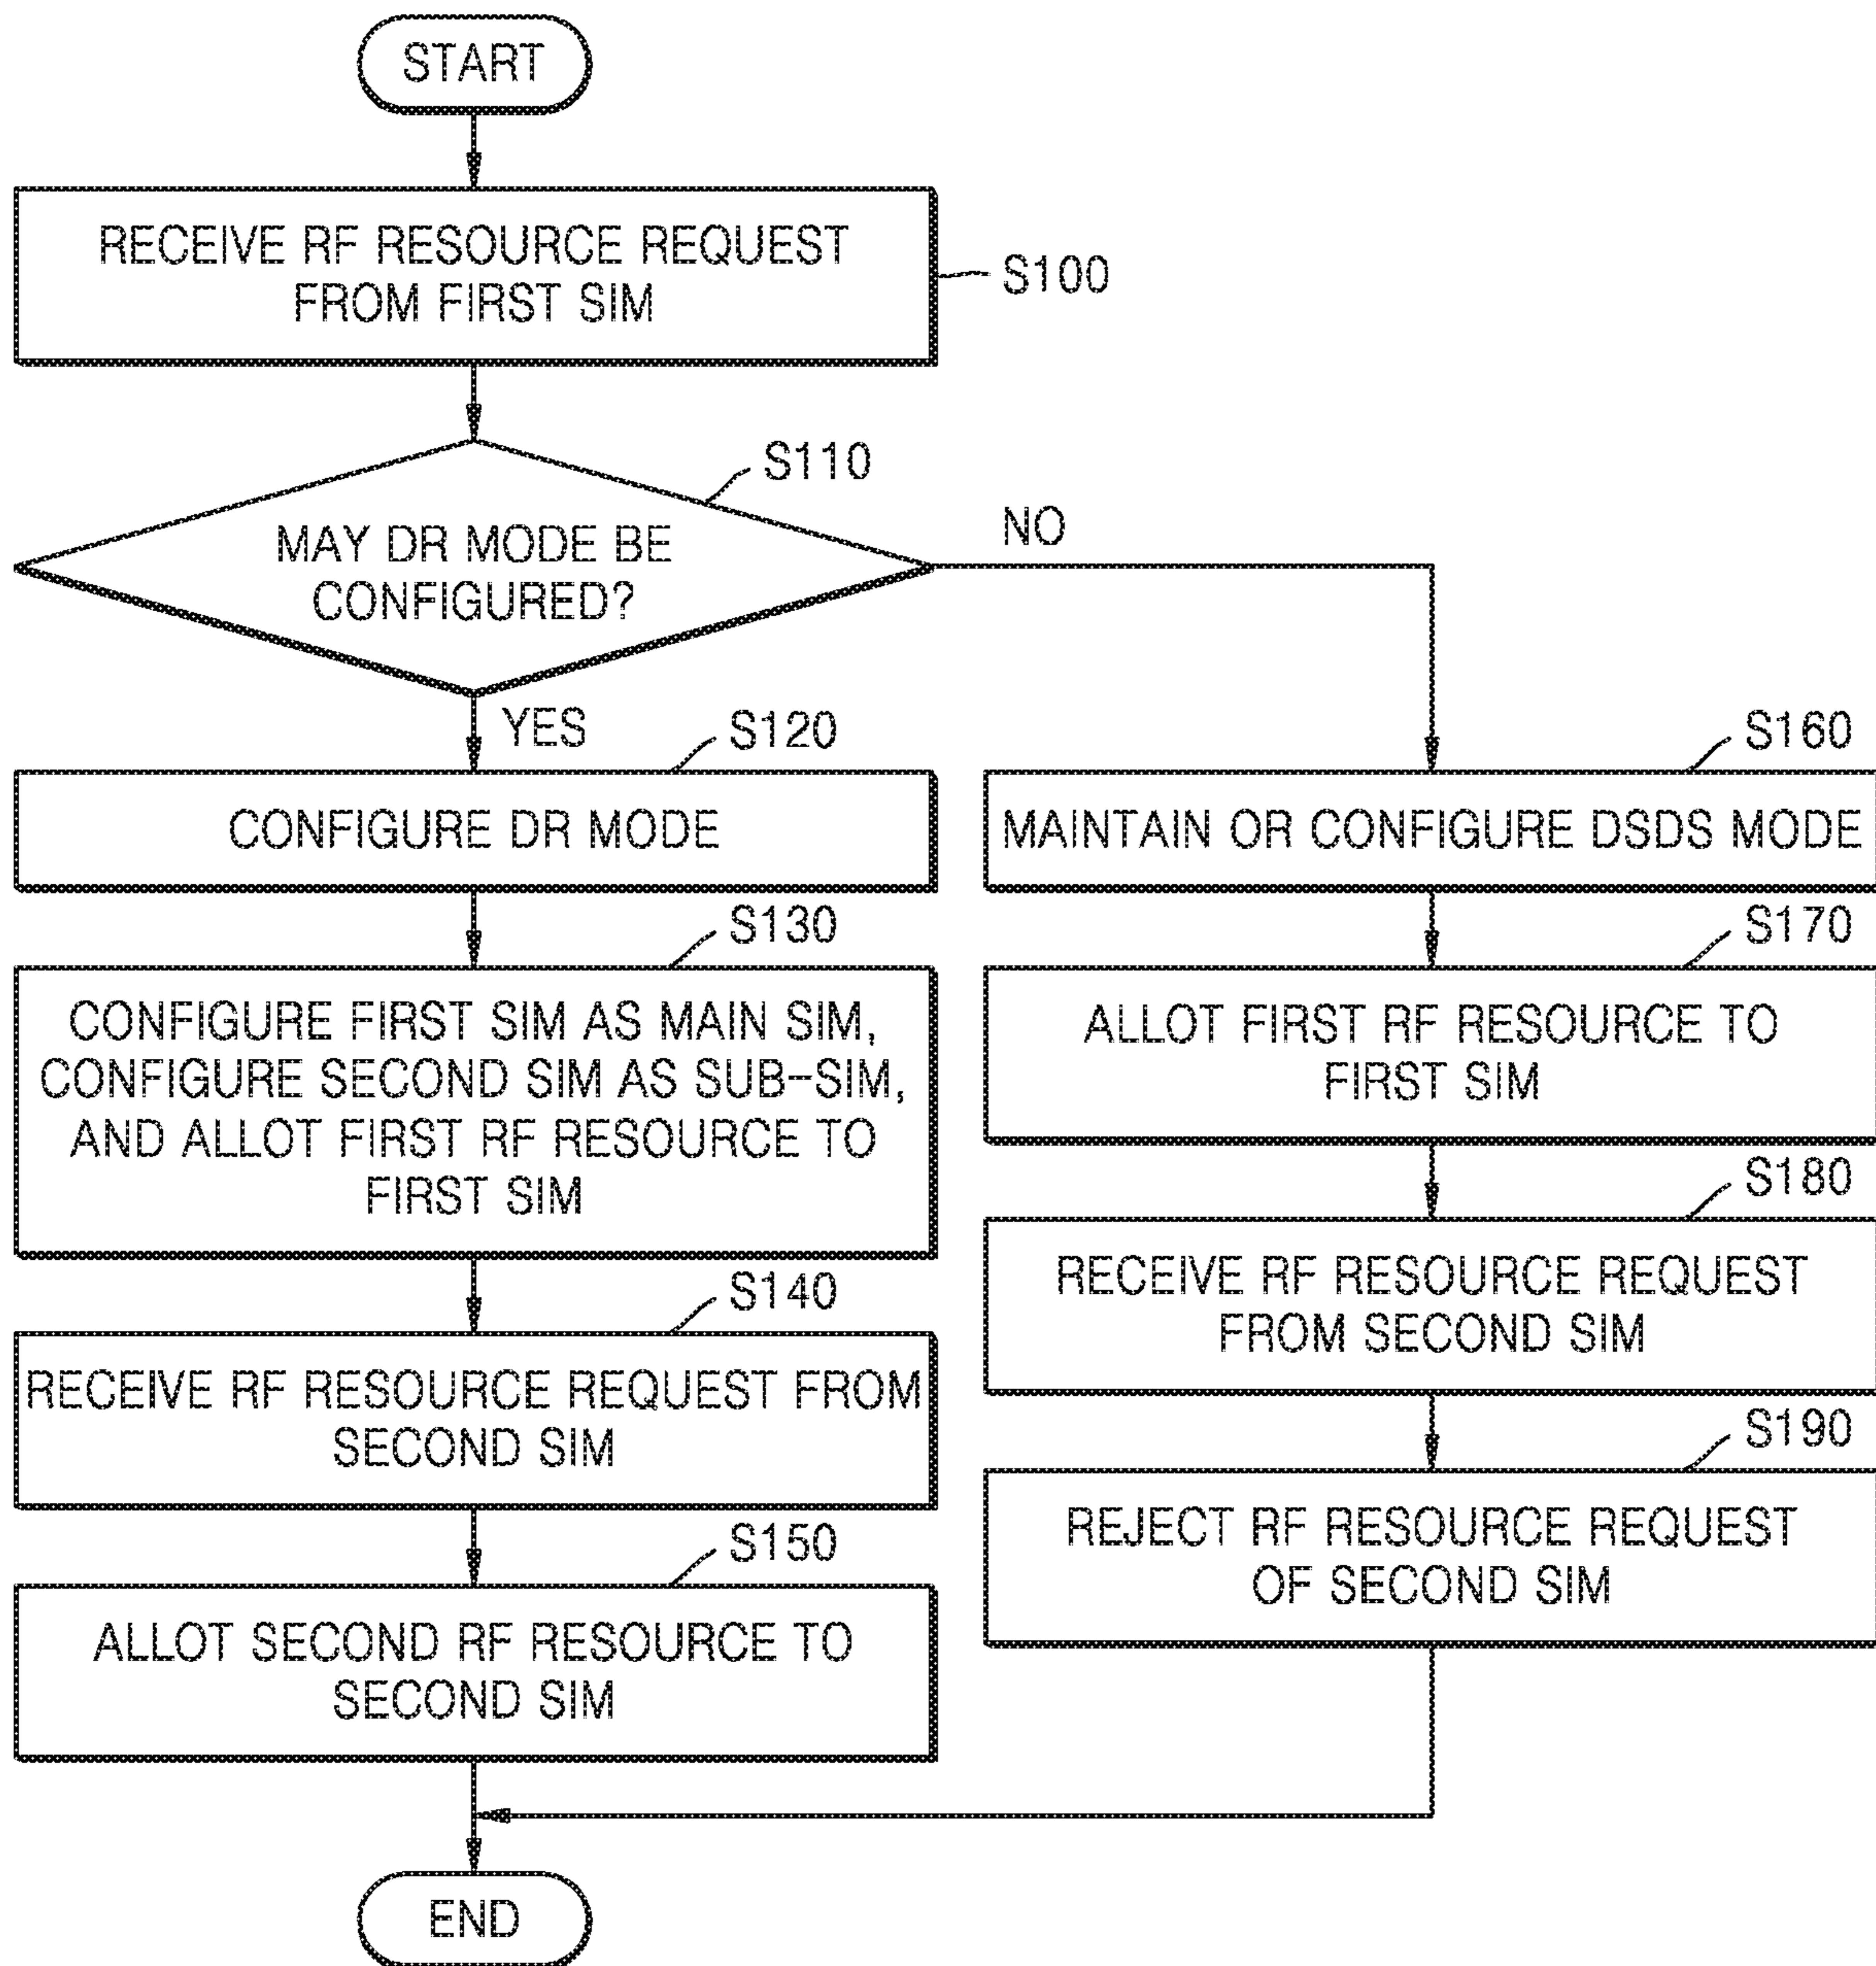 START
RECEIVE RF RESOURCE REQUEST
FROM FIRST SIM
S100
S110
MAY DR MODE BE
CONFIGURED?
NO
YES
S120
CONFIGURE DR MODE
S130
CONFIGURE FIRST SIM AS MAIN SIM,
CONFIGURE SECOND SIM AS SUB-SIM,
AND ALLOT FIRST RF RESOURCE TO
FIRST SIM
S140
RECEIVE RF RESOURCE REQUEST FROM
SECOND SIM
S150
ALLOT SECOND RF RESOURCE TO
SECOND SIM
S160
MAINTAIN OR CONFIGURE DSDS MODE
S170
ALLOT FIRST RF RESOURCE TO
FIRST SIM
S180
RECEIVE RF RESOURCE REQUEST
FROM SECOND SIM
S190
REJECT RF RESOURCE REQUEST
OF SECOND SIM
END